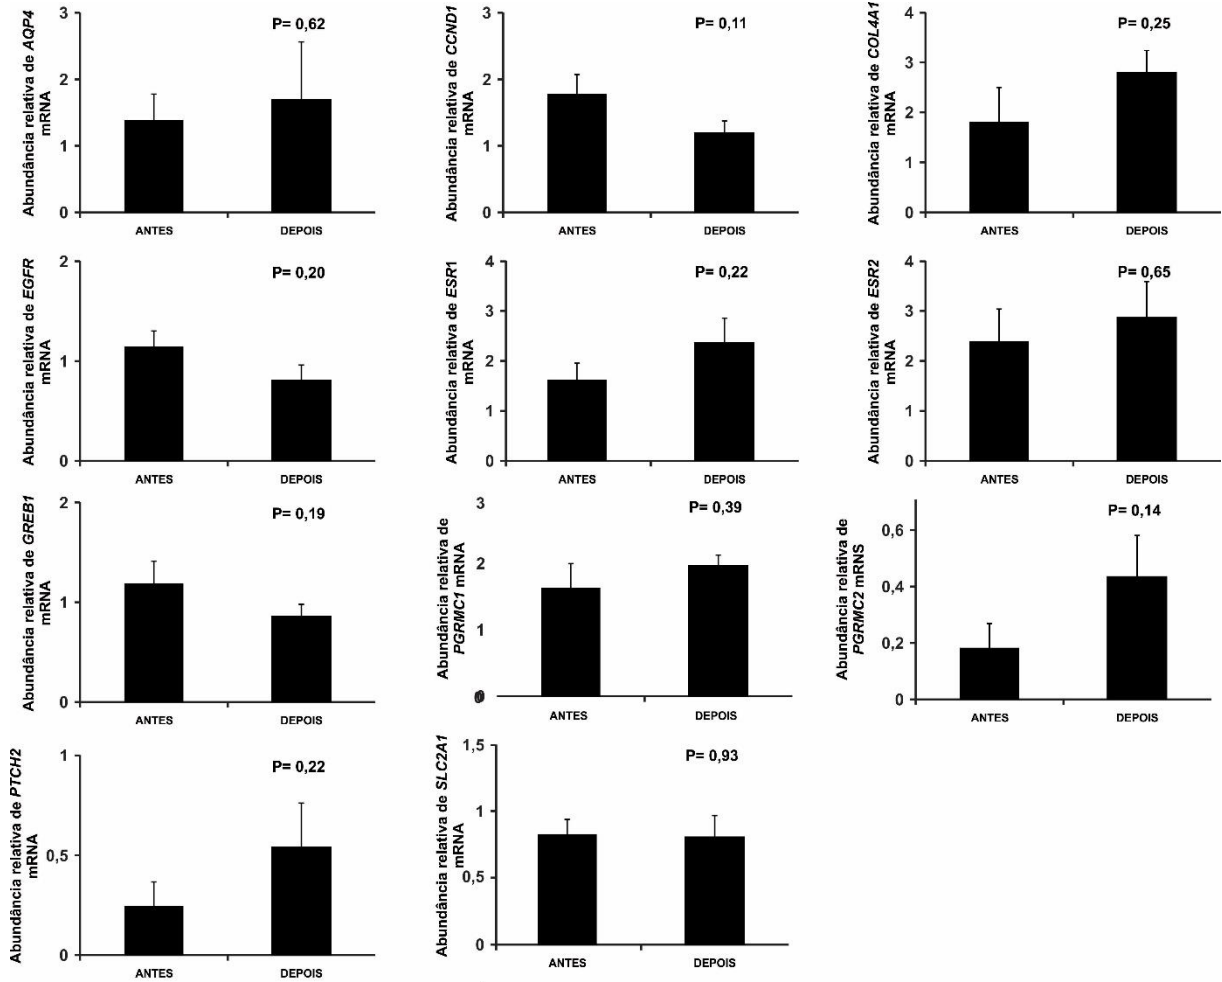 Abundância relativa de AQP4
mRNA
3
2
1
0
P= 0,62
ANTES
DEPOIS
Abundância relativa de CCND1
mRNA
3
2
1
0
P= 0,11
ANTES
DEPOIS
Abundância relativa de COL4A1
mRNA
4
3
2
1
0
P= 0,25
ANTES
DEPOIS
Abundância relativa de EGFR
mRNA
2
1
0
P= 0,20
ANTES
DEPOIS
Abundância relativa de ESR1
mRNA
4
3
2
1
0
P= 0,22
ANTES
DEPOIS
Abundância relativa de ESR2
mRNA
4
3
2
1
0
P= 0,65
ANTES
DEPOIS
Abundância relativa de GREB1
mRNA
2
1
0
P= 0,19
ANTES
DEPOIS
Abundância relativa de
PGRMC1 mRNA
3
2
1
0
P= 0,39
ANTES
DEPOIS
Abundância relativa de
PGRMC2 mRNS
0,6
0,4
0,2
0
P= 0,14
ANTES
DEPOIS
Abundância relativa de PTCH2
mRNA
1
0,5
0
P= 0,22
ANTES
DEPOIS
Abundância relativa de SLC2A1
mRNA
1,5
1
0,5
0
P= 0,93
ANTES
DEPOIS